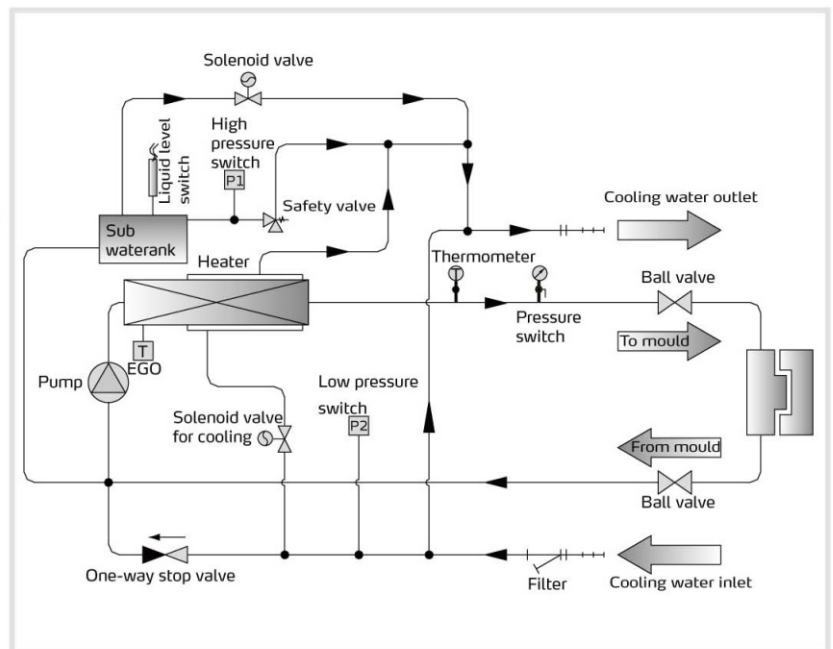 Solenoid valve
High
pressure
switch
Liquid level
switch
P1
Cooling water outlet
Safety valve
Sub
waterank
Heater
Thermometer
T
Ball valve
Pressure
switch
To mould
T
EGO
Pump
Low pressure
switch
Solenoid valve
for cooling
P2
From mould
Ball valve
One-way stop valve
Filter
Cooling water inlet